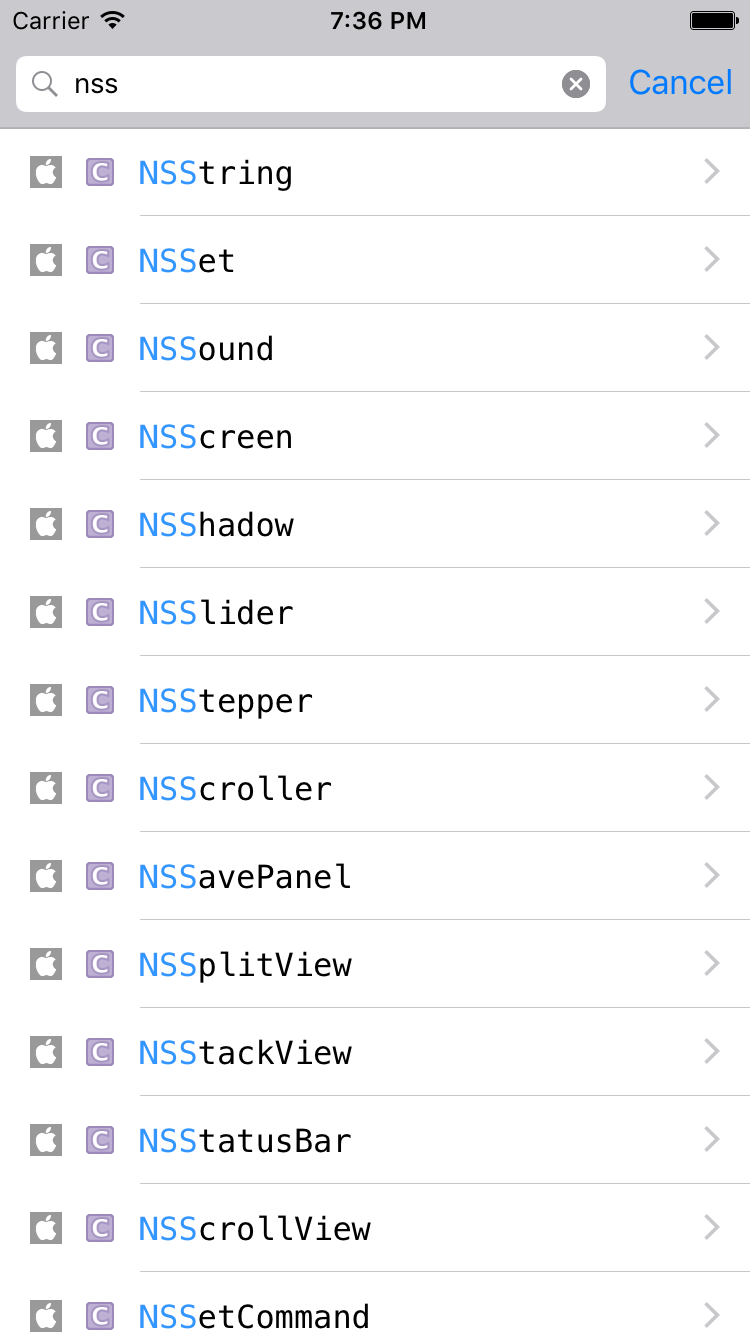 Carrier 7:36 PM
nss Cancel
C NSString
C NSSet
C NSSound
C NSScreen
C NSShadow
C NSSlider
C NSStepper
C NSScroller
C NSSavePanel
C NSSplitView
C NSStackView
C NSStatusBar
C NSScrollView
C NSSetCommand